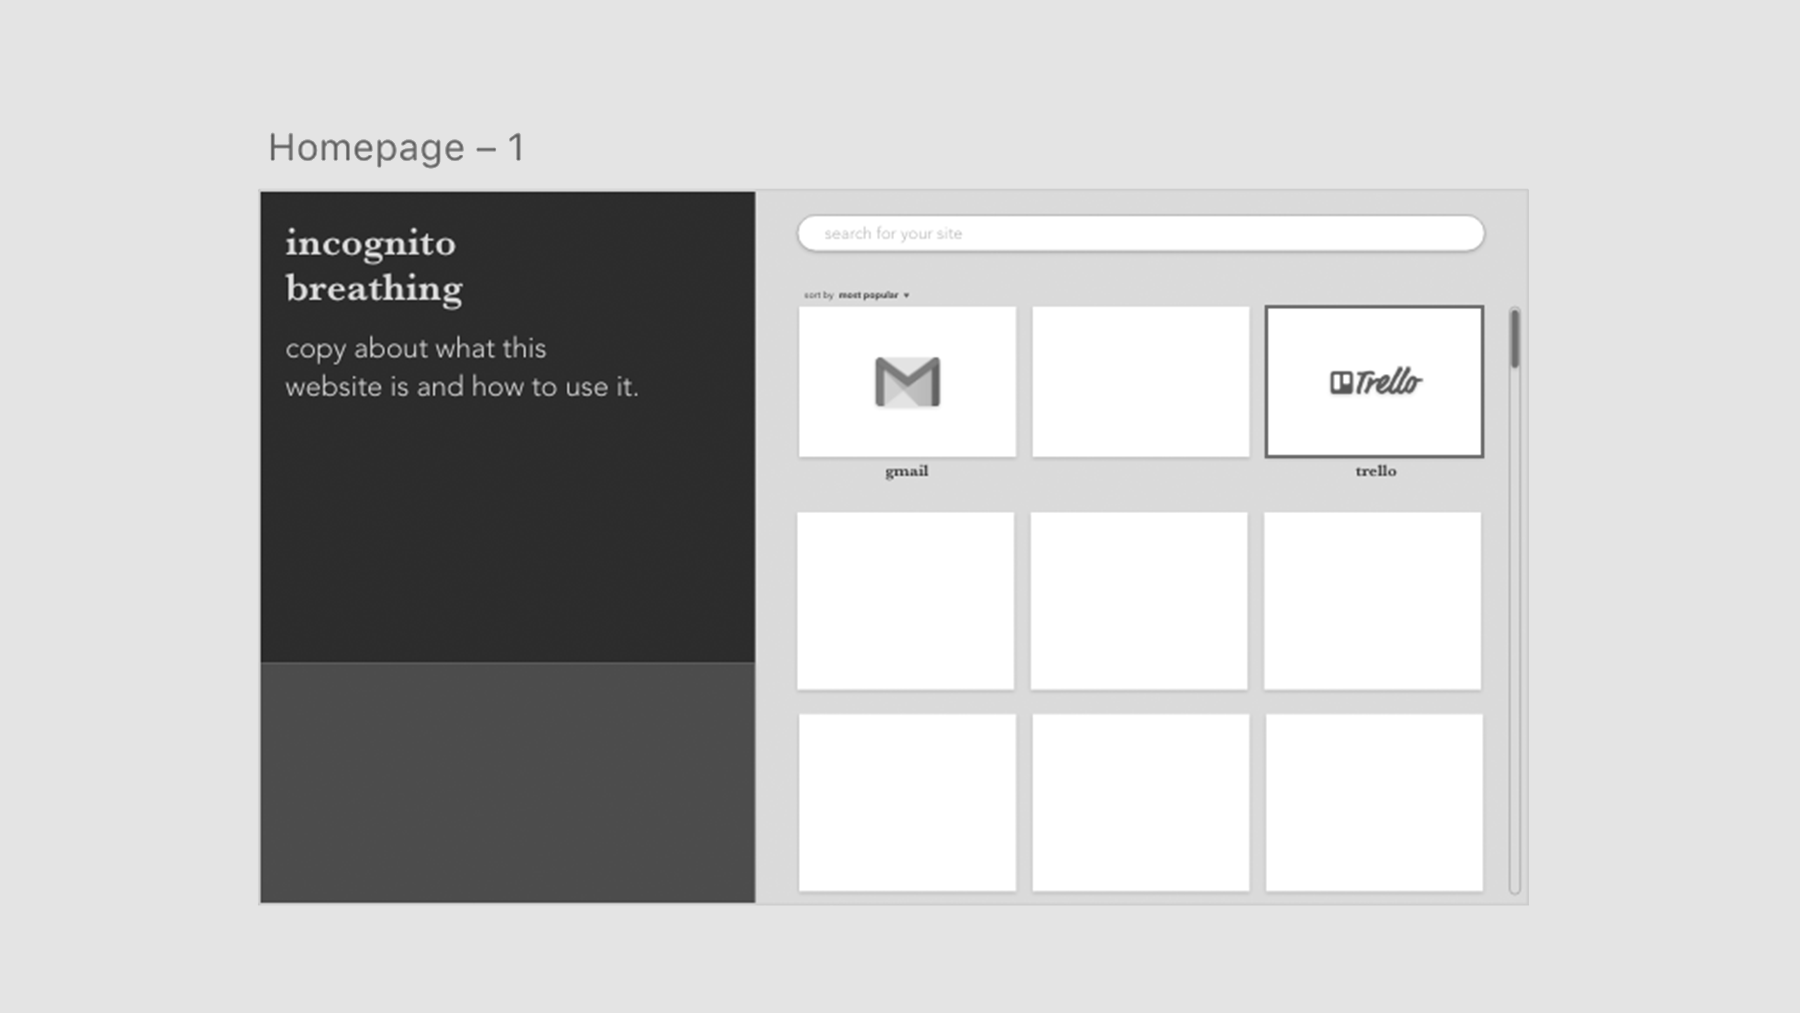 Homepage – 1
incognito
breathing
copy about what this
website is and how to use it.
search for your site
sort by most popular
Trello
gmail
trello